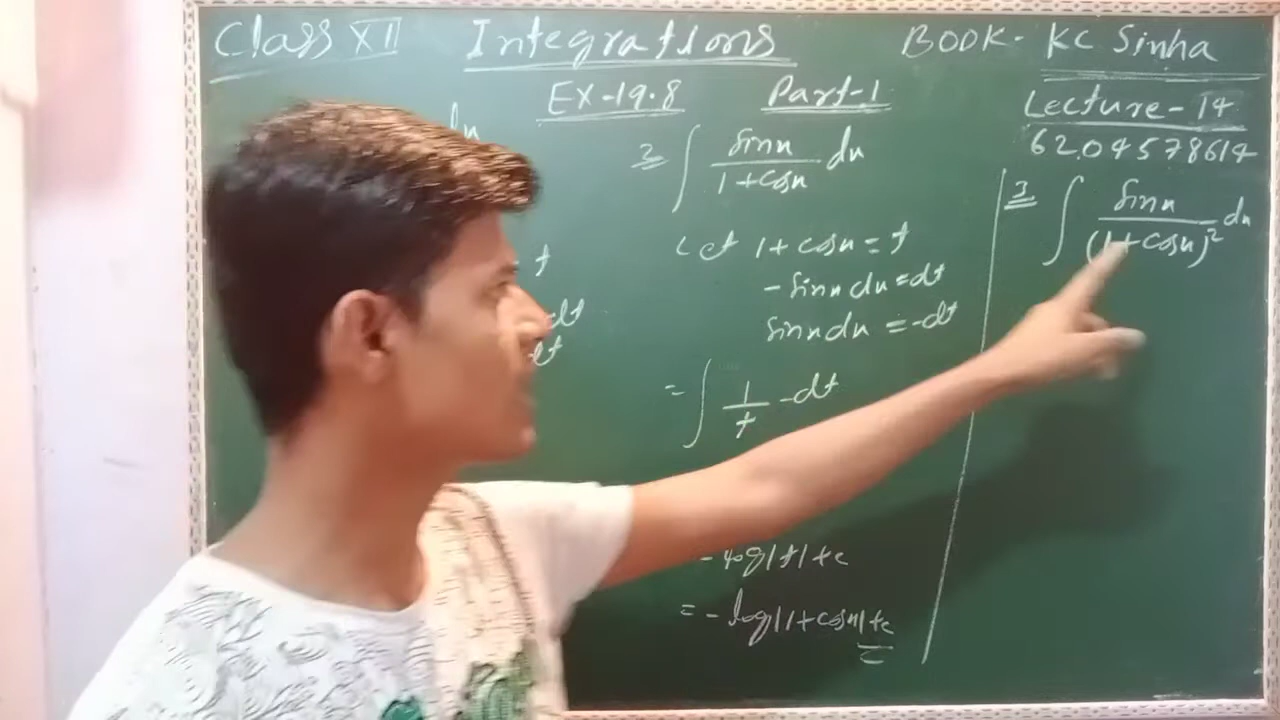 Class XII Integrations BOOK- KC Sinha
EX-19.8 Part-1 Lecture-14
6204578614
2 ∫ sinx/(1+cosx) dx
Let 1+cosx = t
-sinx dx = dt
sinx dx = -dt
= ∫ 1/t -dt
- log|t|+c
= - log|1+cosx|+c
3 ∫ sinx/(1+cosx)² dx
t
dt